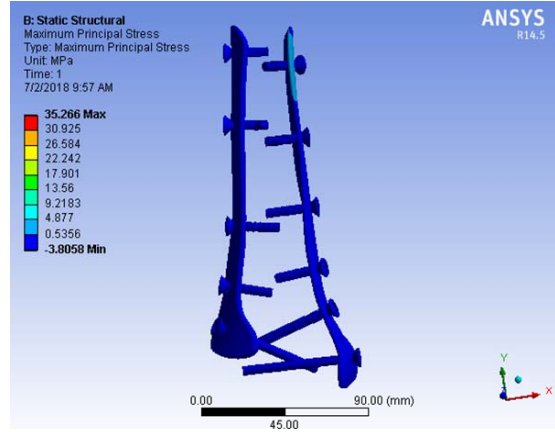 B: Static Structural
Maximum Principal Stress
Type: Maximum Principal Stress
Unit: MPa
Time: 1
7/2/2018 9:57 AM
35.266 Max
30.925
26.584
22.242
17.901
13.56
9.2183
4.877
0.5356
-3.8058 Min
ANSYS
R14.5
0.00
90.00 (mm)
45.00
Y
X